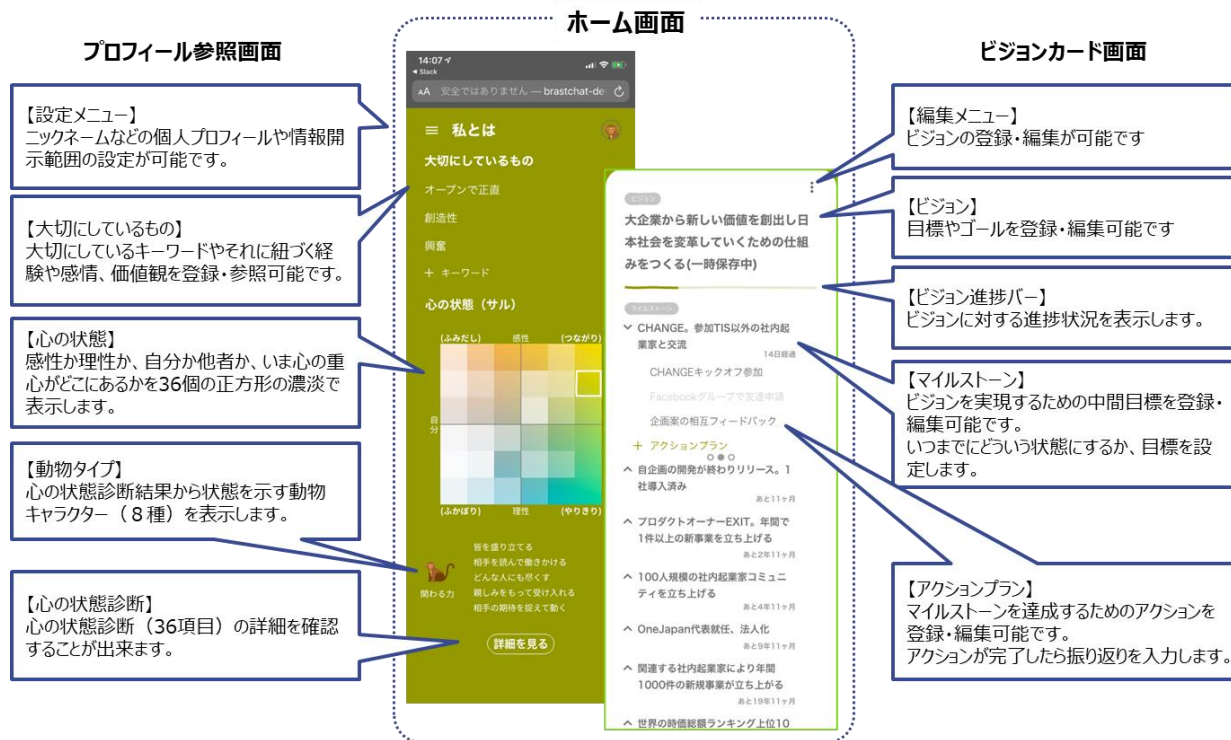 ホーム画面
プロフィール参照画面
ビジョンカード画面
【設定メニュー】
ニックネームなどの個人プロフィールや情報開
示範囲の設定が可能です。
【大切にしているもの】
大切にしているキーワードやそれに紐づく経
験や感情、価値観を登録・参照可能です。
【心の状態】
感性か理性か、自分か他者か、いま心の重
心がどこにあるかを36個の正方形の濃淡で
表示します。
【動物タイプ】
心の状態診断結果から状態を示す動物
キャラクター（８種）を表示します。
【心の状態診断】
心の状態診断（36項目）の詳細を確認
することが出来ます。
14:07
Slack
AA 安全ではありません — brastchat-de
私とは
大切にしているもの
オープンで正直
創造性
興奮
＋ キーワード
心の状態（サル）
(ふみだし) 感性 (つながり)
自分
(ふかぼり) 理性 (やりきり)
皆を盛り立てる
相手を読んで働きかける
どんな人にも尽くす
親しみをもって受け入れる
相手の期待を捉えて動く
関わる力
詳細を見る
ビジョン
大企業から新しい価値を創出し日
本社会を変革していくための仕組
みをつくる(一時保存中)
マイルストーン
CHANGE。参加TIS以外の社内起
業家と交流
14日経過
CHANGEキックオフ参加
Facebookグループで友達申請
企画案の相互フィードバック
＋ アクションプラン
自企画の開発が終わりリリース。1
社導入済み
あと11ヶ月
プロダクトオーナーEXIT。年間で
1件以上の新事業を立ち上げる
あと2年11ヶ月
100人規模の社内起業家コミュニ
ティを立ち上げる
あと4年11ヶ月
OneJapan代表就任、法人化
あと9年11ヶ月
関連する社内起業家により年間
1000件の新規事業が立ち上がる
あと19年11ヶ月
世界の時価総額ランキング上位10
【編集メニュー】
ビジョンの登録・編集が可能です
【ビジョン】
目標やゴールを登録・編集可能です
【ビジョン進捗バー】
ビジョンに対する進捗状況を表示します。
【マイルストーン】
ビジョンを実現するための中間目標を登録・
編集可能です。
いつまでにどういう状態にするか、目標を設
定します。
【アクションプラン】
マイルストーンを達成するためのアクションを
登録・編集可能です。
アクションが完了したら振り返りを入力します。